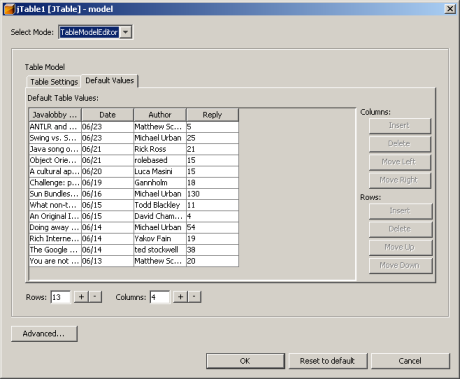 jTable1 [JTable] - model
Select Mode: TableModelEditor
Table Model
Table Settings Default Values
Default Table Values:
Javalobby ... Date Author Reply
ANTLR and ... 06/23 Matthew Sc... 5
Swing vs. S... 06/23 Michael Urban 25
Java song o... 06/21 Rick Ross 21
Object Orie... 06/21 rolebased 15
A cultural ap... 06/20 Luca Masini 15
Challenge: p... 06/19 Gannholm 18
Sun Bundles... 06/16 Michael Urban 130
What non-t... 06/15 Todd Blackley 11
An Original I... 06/15 David Cham... 4
Doing away ... 06/14 Michael Urban 54
Rich Interne... 06/14 Yakov Fain 19
The Google ... 06/14 ted stockwell 38
You are not ... 06/13 Matthew Sc... 20
Columns:
Insert
Delete
Move Left
Move Right
Rows:
Insert
Delete
Move Up
Move Down
Rows: 13 + - Columns: 4 + -
Advanced...
OK Reset to default Cancel